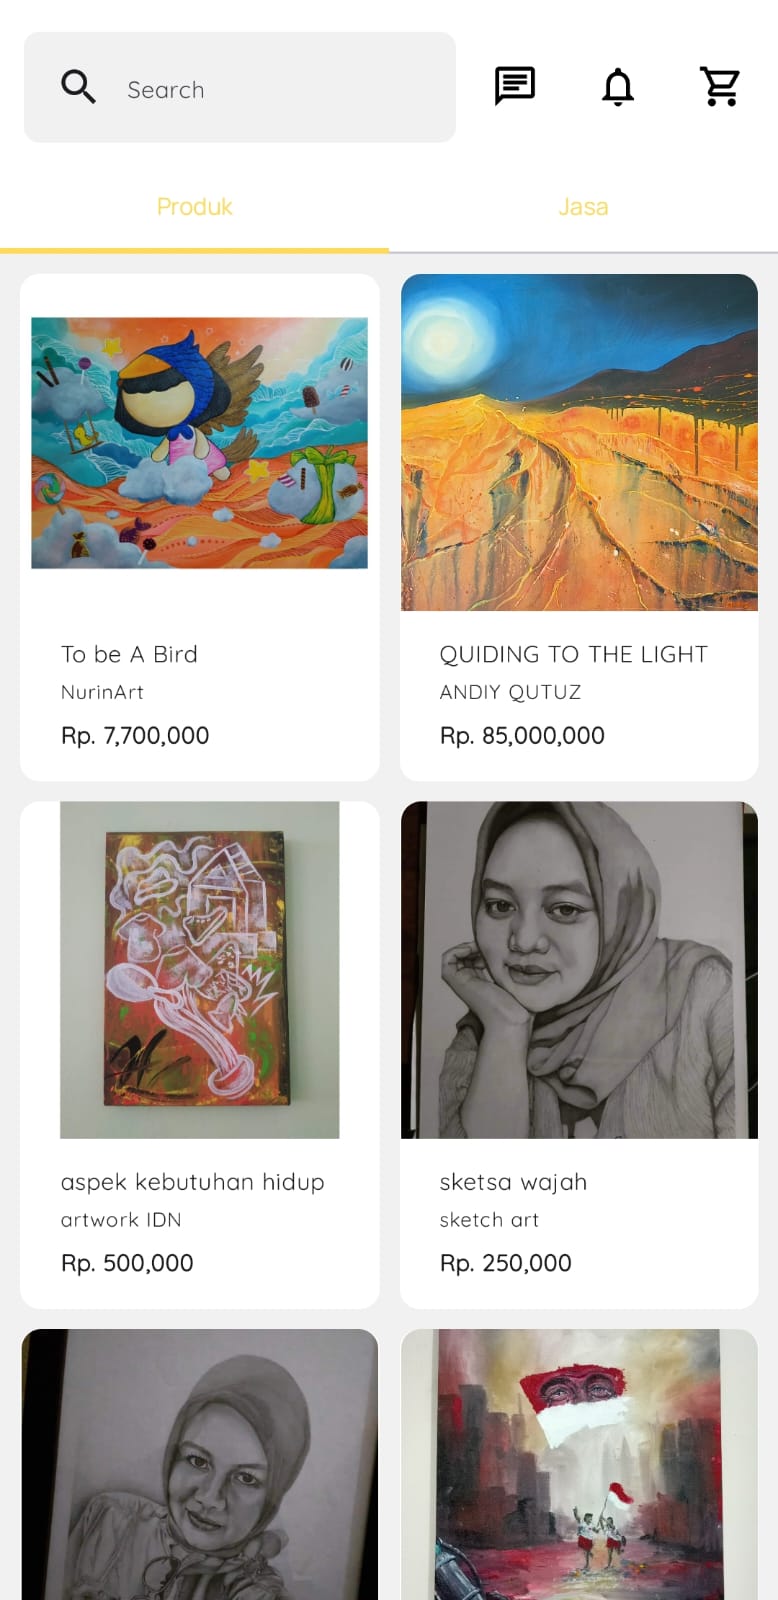 Search
Produk
Jasa
To be A Bird
NurinArt
Rp. 7,700,000
QUIDING TO THE LIGHT
ANDIY QUTUZ
Rp. 85,000,000
aspek kebutuhan hidup
artwork IDN
Rp. 500,000
sketsa wajah
sketch art
Rp. 250,000